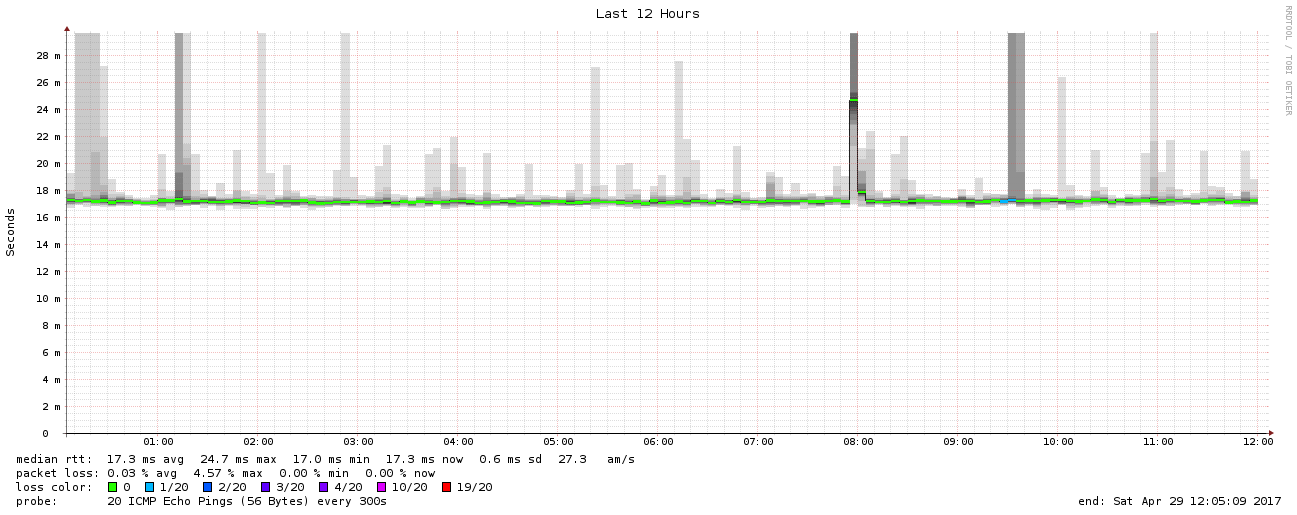 Last 12 Hours
RRDTOOL / TOBI OETIKER
Seconds
28 m
26 m
24 m
22 m
20 m
18 m
16 m
14 m
12 m
10 m
8 m
6 m
4 m
2 m
0
01:00 02:00 03:00 04:00 05:00 06:00 07:00 08:00 09:00 10:00 11:00 12:00
median rtt: 17.3 ms avg 24.7 ms max 17.0 ms min 17.3 ms now 0.6 ms sd 27.3 am/s
packet loss: 0.03 % avg 4.57 % max 0.00 % min 0.00 % now
loss color: 0 1/20 2/20 3/20 4/20 10/20 19/20
probe: 20 ICMP Echo Pings (56 Bytes) every 300s end: Sat Apr 29 12:05:09 2017